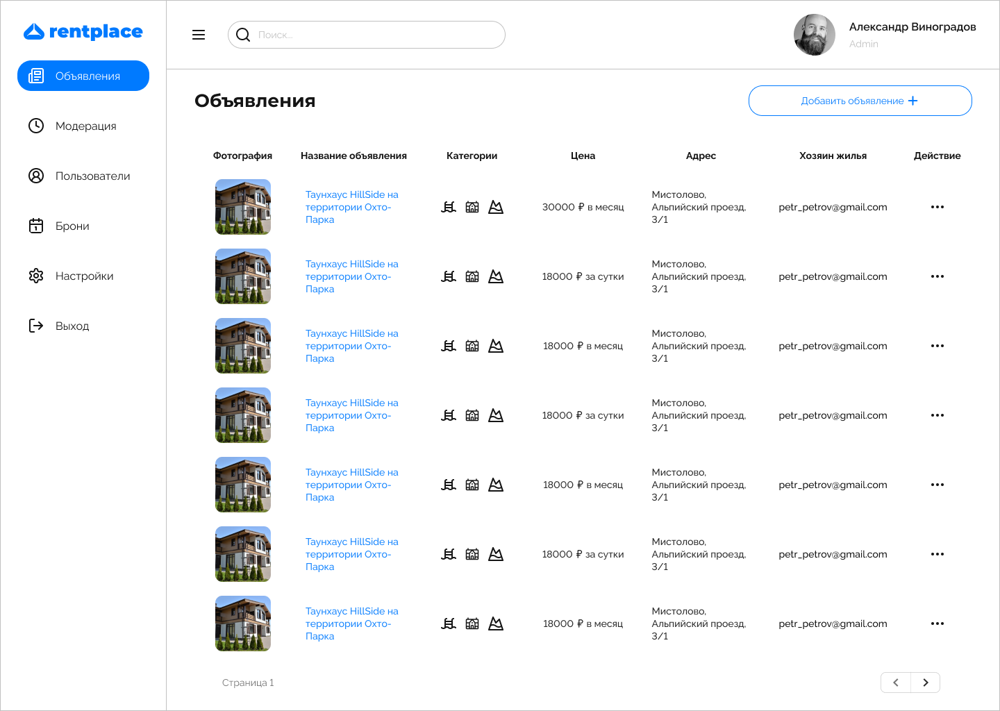 rentplace
Поиск...
Александр Виноградов
Admin
Объявления
Модерация
Пользователи
Брони
1
Настройки
Выход
Объявления
Добавить объявление
Фотография Название объявления Категории Цена Адрес Хозяин жилья Действие
Таунхаус HillSide на
территории Охто-
Парка
30000 ₽ в месяц
Мистолово,
Альпийский проезд,
3/1
petr_petrov@gmail.com
Таунхаус HillSide на
территории Охто-
Парка
18000 ₽ за сутки
Мистолово,
Альпийский проезд,
3/1
petr_petrov@gmail.com
Таунхаус HillSide на
территории Охто-
Парка
18000 ₽ в месяц
Мистолово,
Альпийский проезд,
3/1
petr_petrov@gmail.com
Таунхаус HillSide на
территории Охто-
Парка
18000 ₽ за сутки
Мистолово,
Альпийский проезд,
3/1
petr_petrov@gmail.com
Таунхаус HillSide на
территории Охто-
Парка
18000 ₽ в месяц
Мистолово,
Альпийский проезд,
3/1
petr_petrov@gmail.com
Таунхаус HillSide на
территории Охто-
Парка
18000 ₽ за сутки
Мистолово,
Альпийский проезд,
3/1
petr_petrov@gmail.com
Таунхаус HillSide на
территории Охто-
Парка
18000 ₽ в месяц
Мистолово,
Альпийский проезд,
3/1
petr_petrov@gmail.com
Страница 1